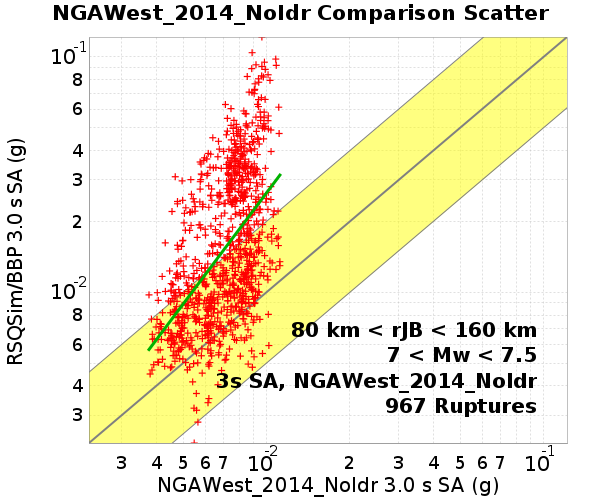 NGAWest_2014_NoIdr Comparison Scatter
RSQSim/BBP 3.0 s SA (g)
10⁻¹
8
6
4
3
2
10⁻²
8
6
4
3
80 km < rJB < 160 km
7 < Mw < 7.5
3s SA, NGAWest_2014_NoIdr
967 Ruptures
3 4 5 6 7 10⁻² 2 3 4 5 6 7 10⁻¹
NGAWest_2014_NoIdr 3.0 s SA (g)